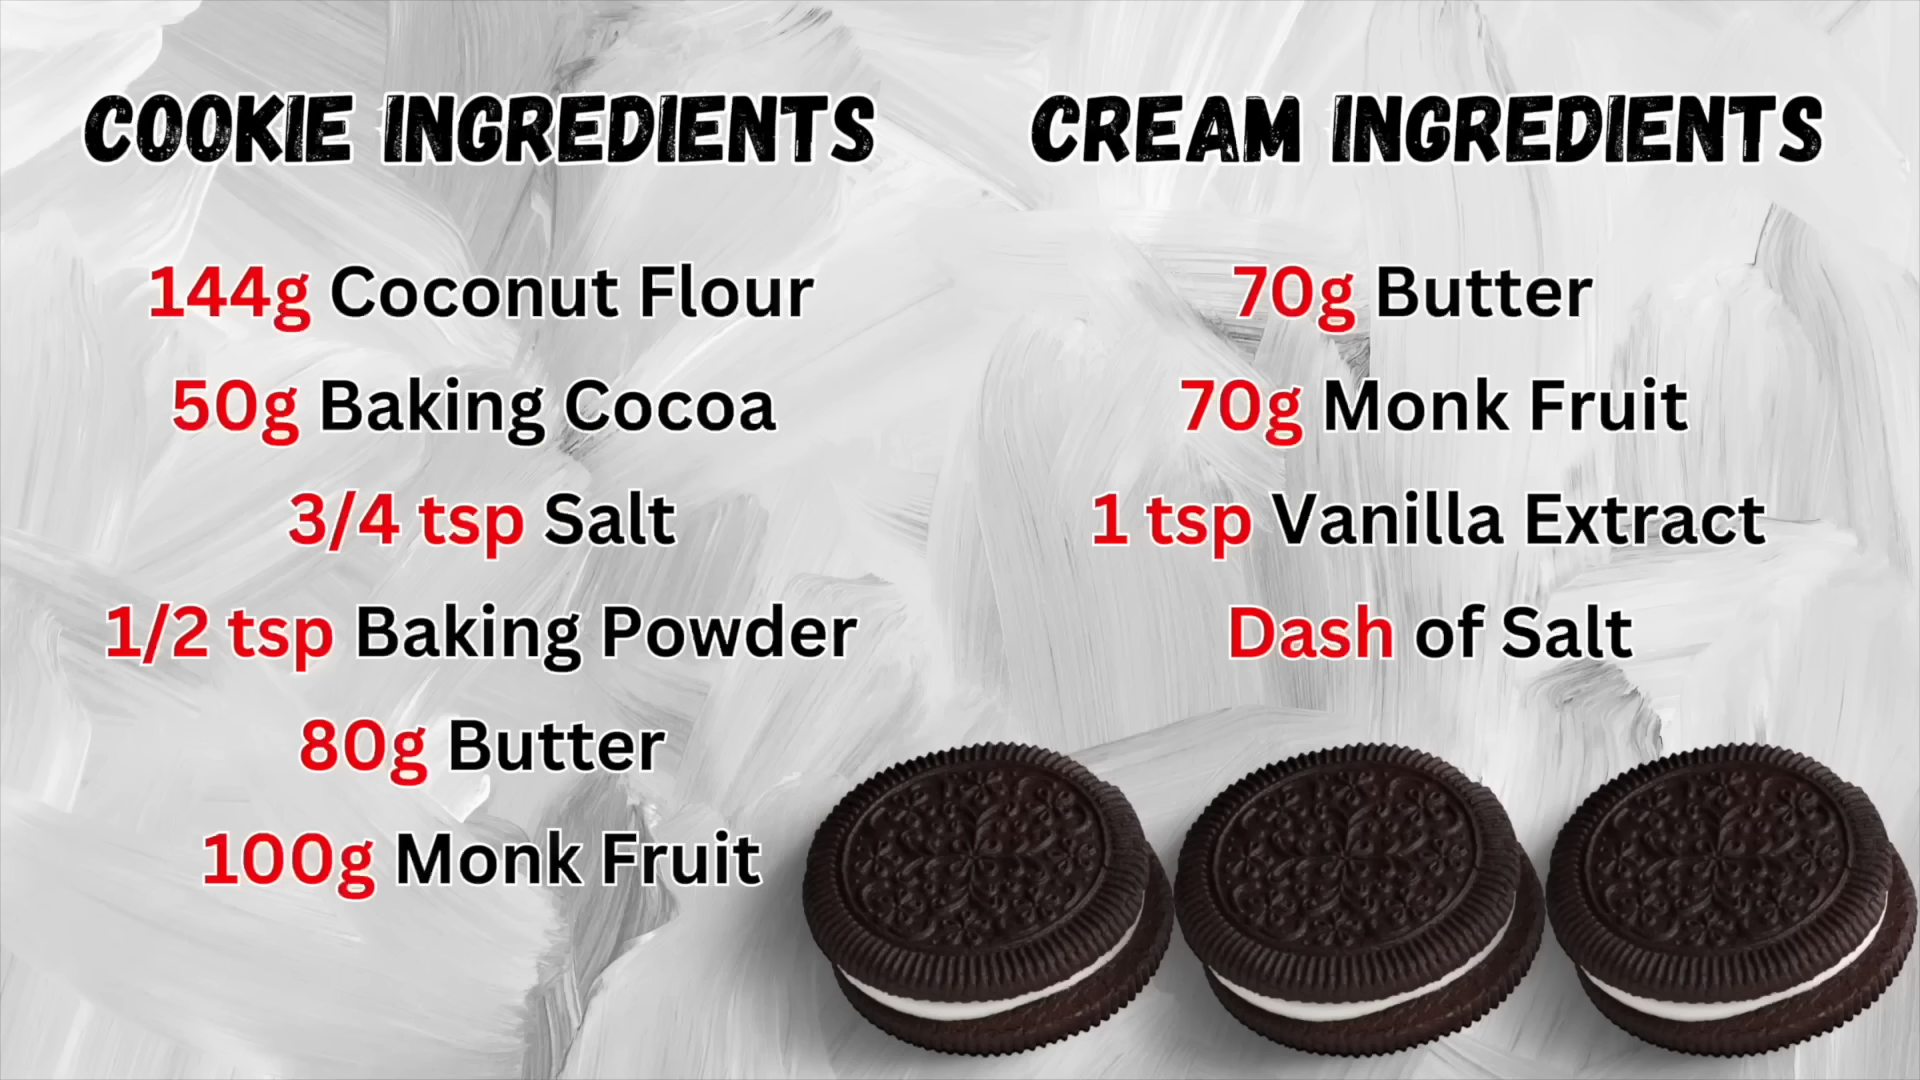 COOKIE INGREDIENTS
144g Coconut Flour
50g Baking Cocoa
3/4 tsp Salt
1/2 tsp Baking Powder
80g Butter
100g Monk Fruit
CREAM INGREDIENTS
70g Butter
70g Monk Fruit
1 tsp Vanilla Extract
Dash of Salt